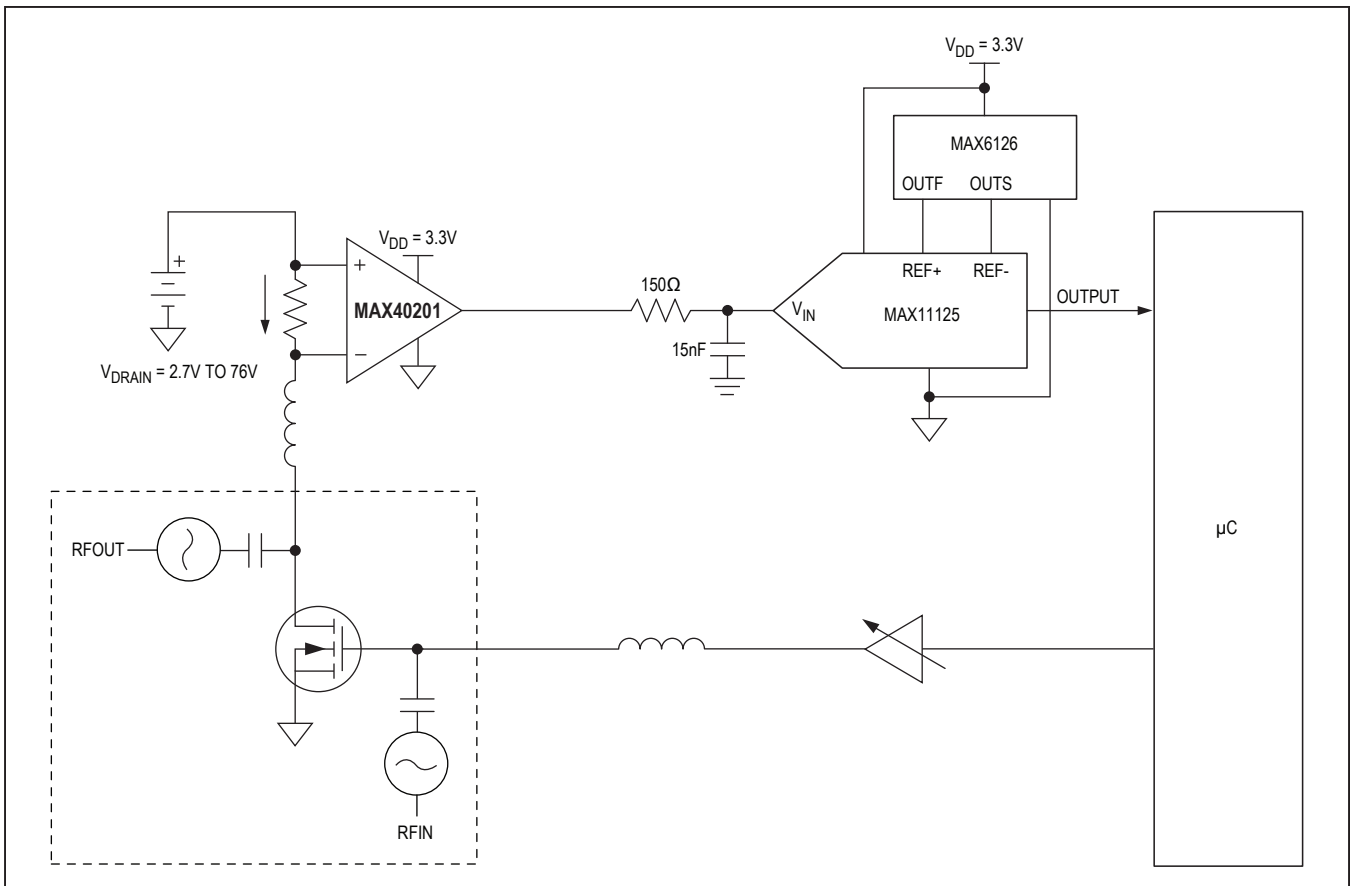 V_DD = 3.3V
MAX6126
OUTF OUTS
+
V_DD = 3.3V
+
MAX40201
−
150Ω
15nF
V_IN
REF+ REF-
MAX11125
OUTPUT
V_DRAIN = 2.7V TO 76V
RFOUT
µC
RFIN